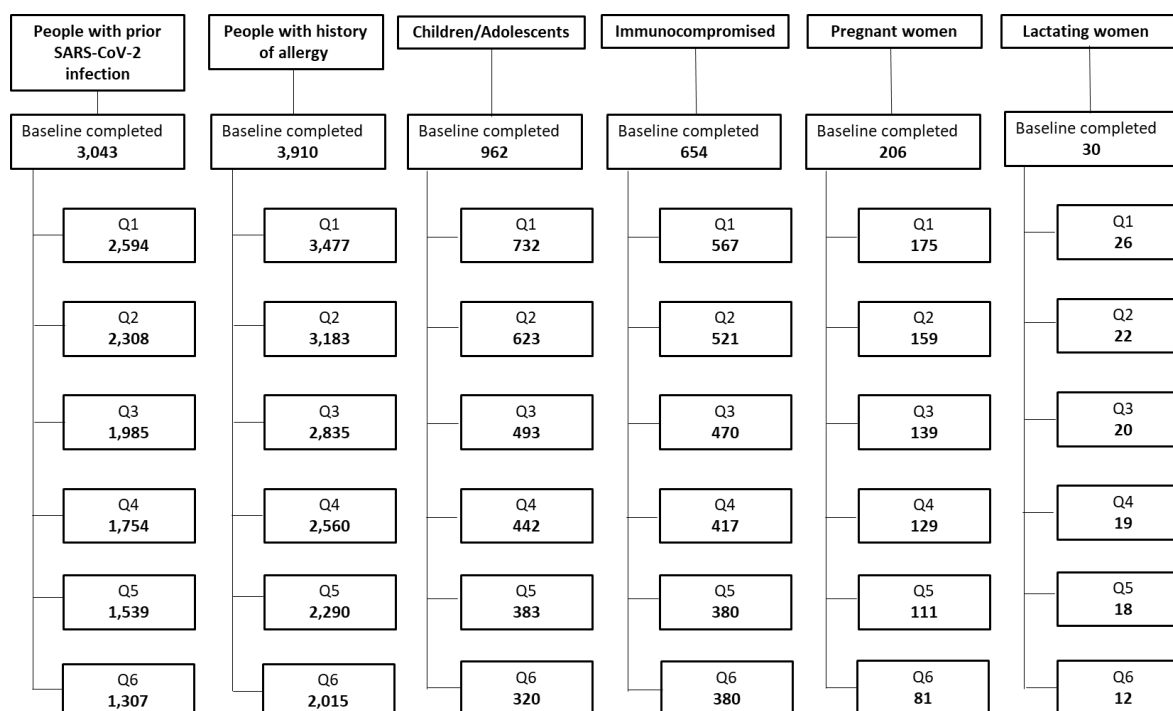 People with prior
SARS-CoV-2
infection
Baseline completed
3,043
Q1
2,594
Q2
2,308
Q3
1,985
Q4
1,754
Q5
1,539
Q6
1,307
People with history
of allergy
Baseline completed
3,910
Q1
3,477
Q2
3,183
Q3
2,835
Q4
2,560
Q5
2,290
Q6
2,015
Children/Adolescents
Baseline completed
962
Q1
732
Q2
623
Q3
493
Q4
442
Q5
383
Q6
320
Immunocompromised
Baseline completed
654
Q1
567
Q2
521
Q3
470
Q4
417
Q5
380
Q6
380
Pregnant women
Baseline completed
206
Q1
175
Q2
159
Q3
139
Q4
129
Q5
111
Q6
81
Lactating women
Baseline completed
30
Q1
26
Q2
22
Q3
20
Q4
19
Q5
18
Q6
12